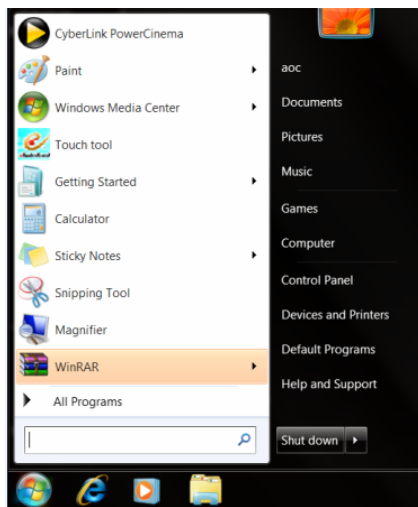 CyberLink PowerCinema
Paint
Windows Media Center
Touch tool
Getting Started
Calculator
Sticky Notes
Snipping Tool
Magnifier
WinRAR
All Programs
aoc
Documents
Pictures
Music
Games
Computer
Control Panel
Devices and Printers
Default Programs
Help and Support
Shut down